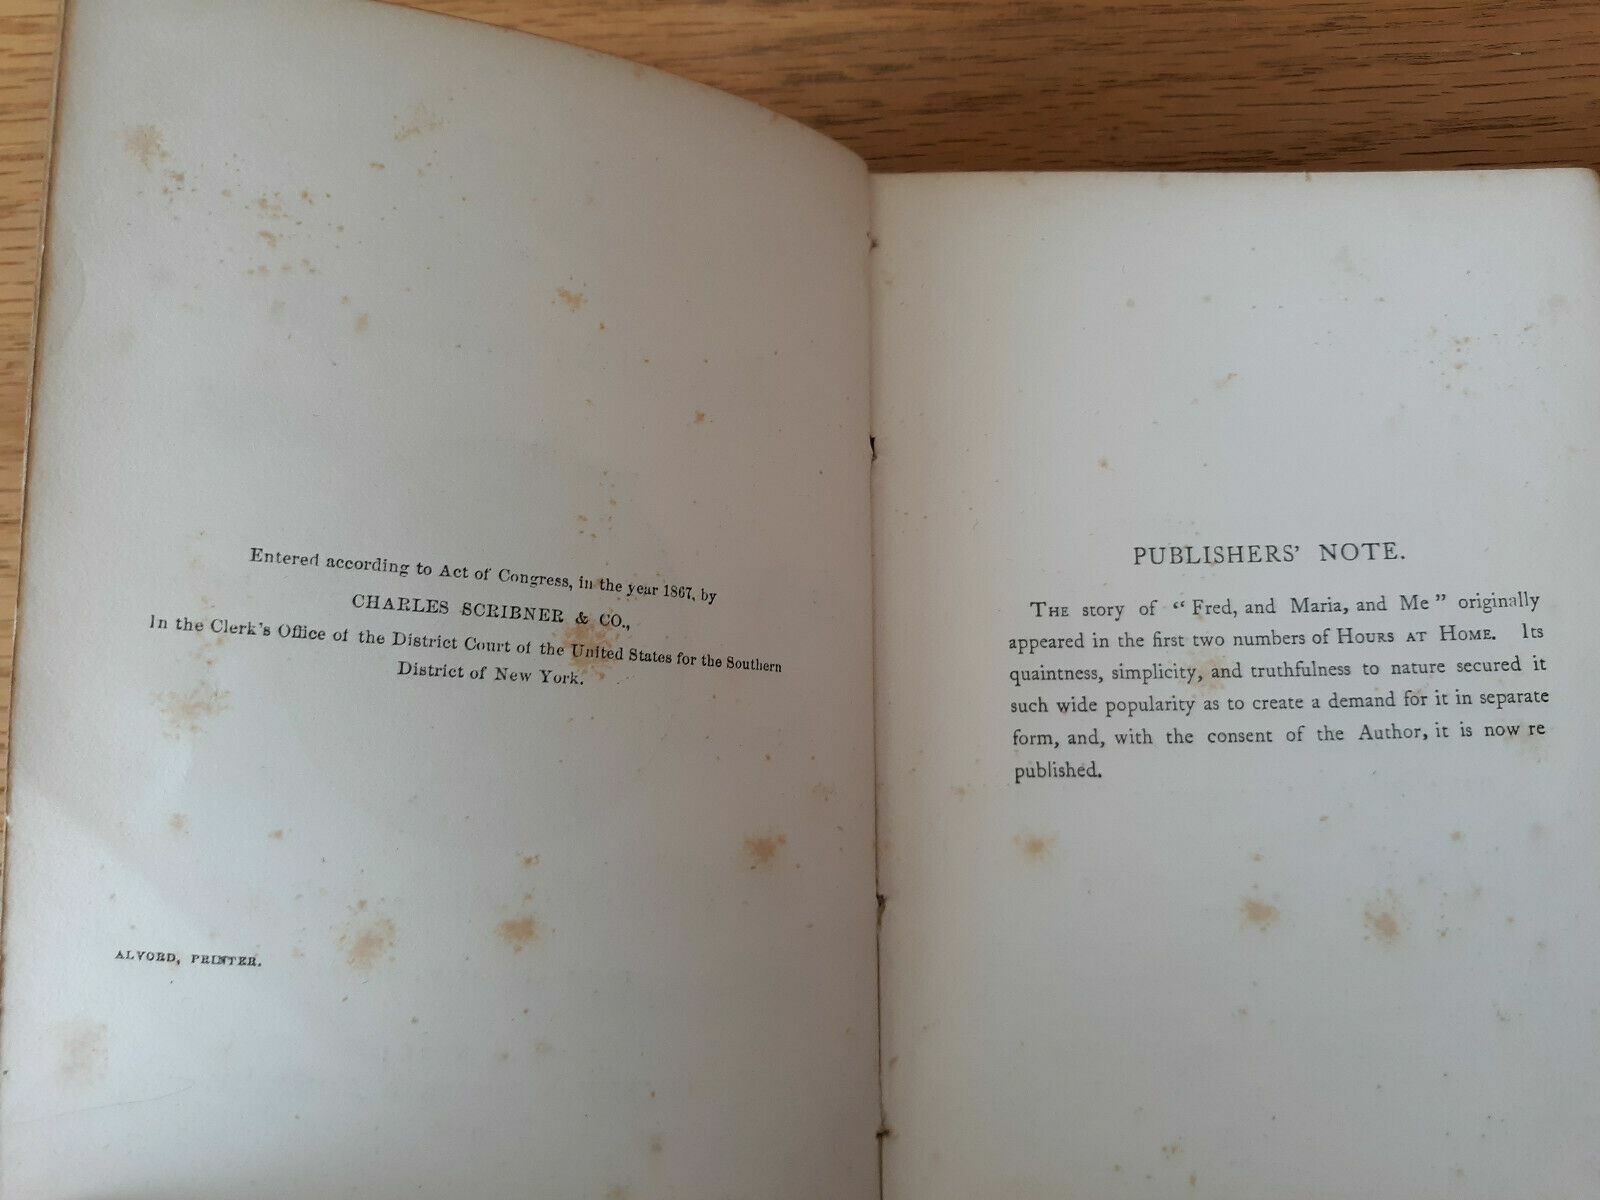 Entered according to Act of Congress, in the year 1867, by
CHARLES SCRIBNER & CO.,
In the Clerk's Office of the District Court of the United States for the Southern
District of New York.
ALVORD, PRINTER.
PUBLISHERS' NOTE.
THE story of "Fred, and Maria, and Me" originally
appeared in the first two numbers of HOURS AT HOME. Its
quaintness, simplicity, and truthfulness to nature secured it
such wide popularity as to create a demand for it in separate
form, and, with the consent of the Author, it is now re
published.